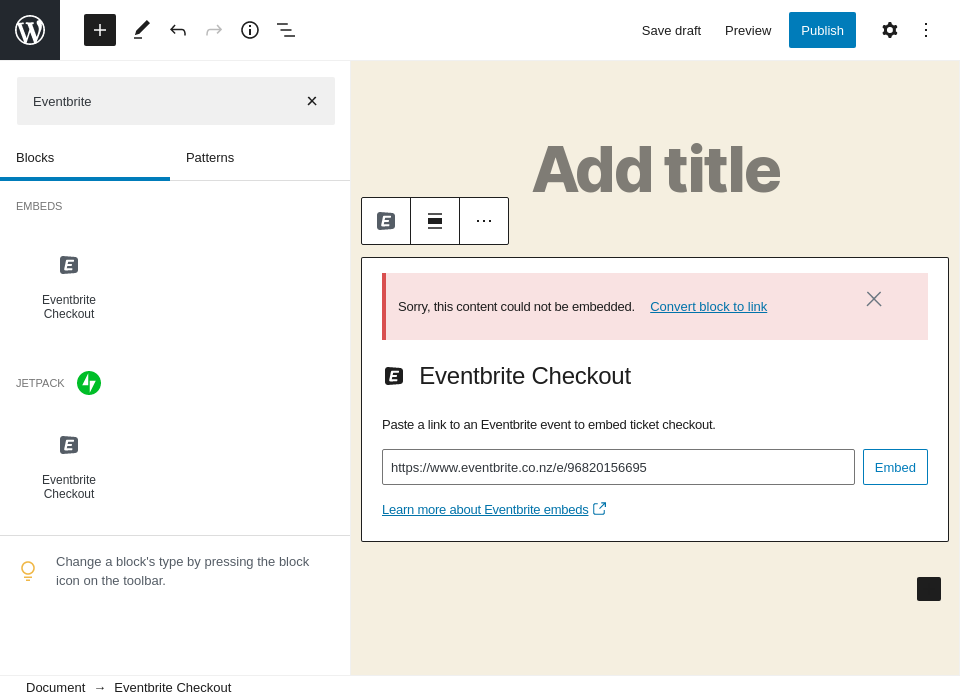 Save draft
Preview
Publish
Eventbrite
Blocks
Patterns
EMBEDS
Eventbrite
Checkout
JETPACK
Eventbrite
Checkout
Change a block's type by pressing the block
icon on the toolbar.
Add title
Sorry, this content could not be embedded.
Convert block to link
Eventbrite Checkout
Paste a link to an Eventbrite event to embed ticket checkout.
https://www.eventbrite.co.nz/e/96820156695
Embed
Learn more about Eventbrite embeds
Document → Eventbrite Checkout